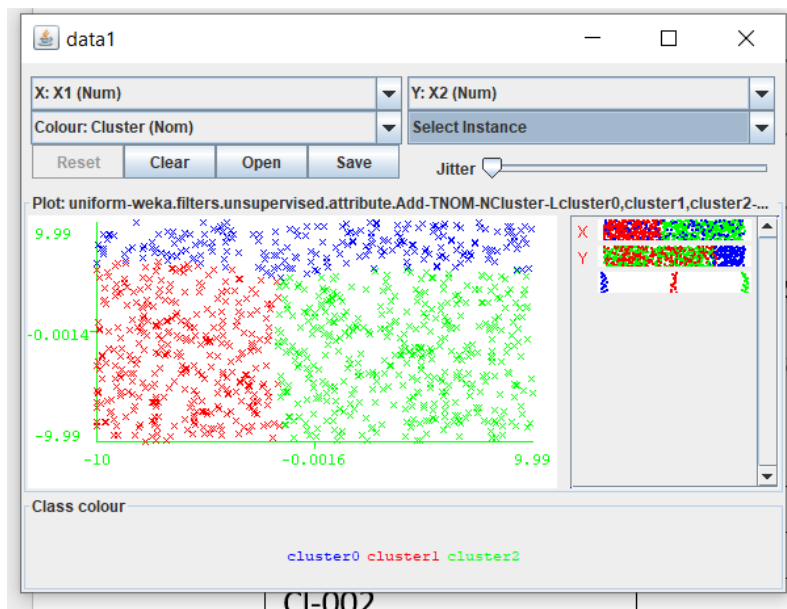 data1
X: X1 (Num) Y: X2 (Num)
Colour: Cluster (Nom) Select Instance
Reset Clear Open Save Jitter
Plot: uniform-weka.filters.unsupervised.attribute.Add-TNOM-NCluster-Lcluster0,cluster1,cluster2-...
9.99
-0.0014
-9.99
-10 -0.0016 9.99
X
Y
Class colour
cluster0 cluster1 cluster2
CI-002